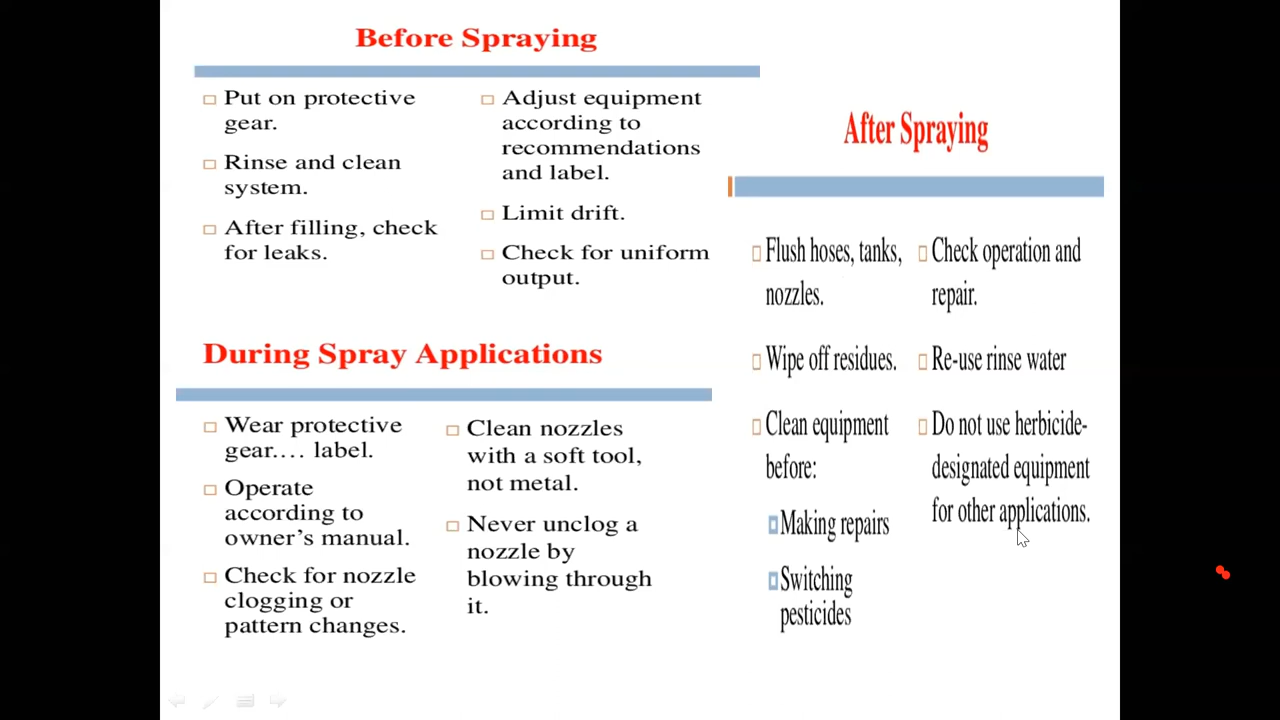 Before Spraying
Put on protective
gear.
Rinse and clean
system.
After filling, check
for leaks.
Adjust equipment
according to
recommendations
and label.
Limit drift.
Check for uniform
output.
During Spray Applications
Wear protective
gear.… label.
Operate
according to
owner’s manual.
Check for nozzle
clogging or
pattern changes.
Clean nozzles
with a soft tool,
not metal.
Never unclog a
nozzle by
blowing through
it.
After Spraying
Flush hoses, tanks,
nozzles.
Wipe off residues.
Clean equipment
before:
Making repairs
Switching
pesticides
Check operation and
repair.
Re-use rinse water
Do not use herbicide-
designated equipment
for other applications.